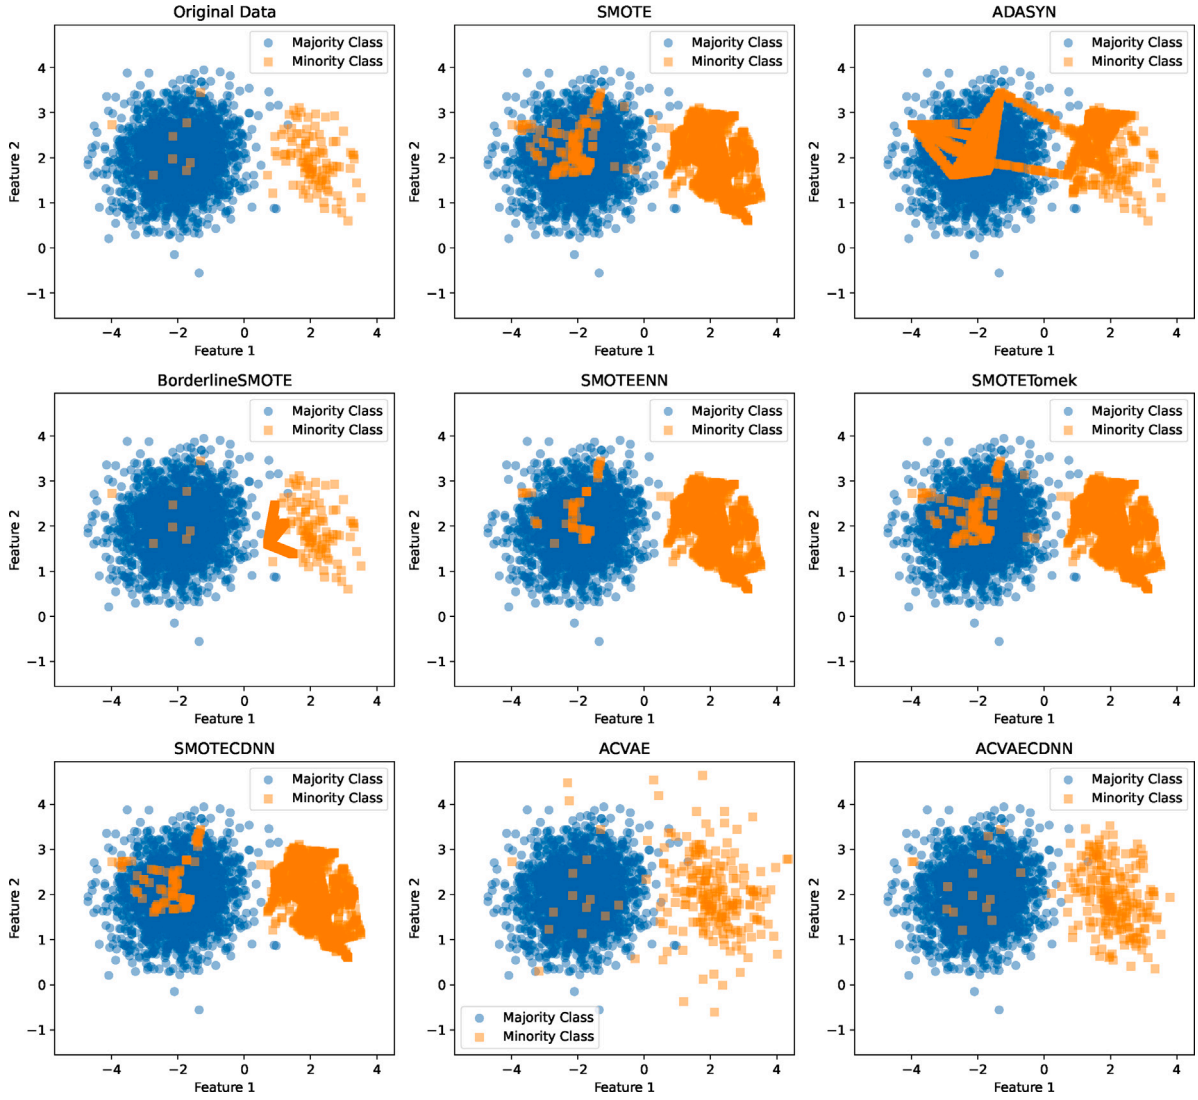 Original Data
Majority Class
Minority Class
4
3
2
1
0
−1
Feature 2
−4 −2 0 2 4
Feature 1
SMOTE
Majority Class
Minority Class
4
3
2
1
0
−1
Feature 2
−4 −2 0 2 4
Feature 1
ADASYN
Majority Class
Minority Class
4
3
2
1
0
−1
Feature 2
−4 −2 0 2 4
Feature 1
BorderlineSMOTE
Majority Class
Minority Class
4
3
2
1
0
−1
Feature 2
−4 −2 0 2 4
Feature 1
SMOTEENN
Majority Class
Minority Class
4
3
2
1
0
−1
Feature 2
−4 −2 0 2 4
Feature 1
SMOTETomek
Majority Class
Minority Class
4
3
2
1
0
−1
Feature 2
−4 −2 0 2 4
Feature 1
SMOTECDNN
Majority Class
Minority Class
4
3
2
1
0
−1
Feature 2
−4 −2 0 2 4
Feature 1
ACVAE
4
3
2
1
0
−1
Feature 2
Majority Class
Minority Class
−4 −2 0 2 4
Feature 1
ACVAECDNN
Majority Class
Minority Class
4
3
2
1
0
−1
Feature 2
−4 −2 0 2 4
Feature 1